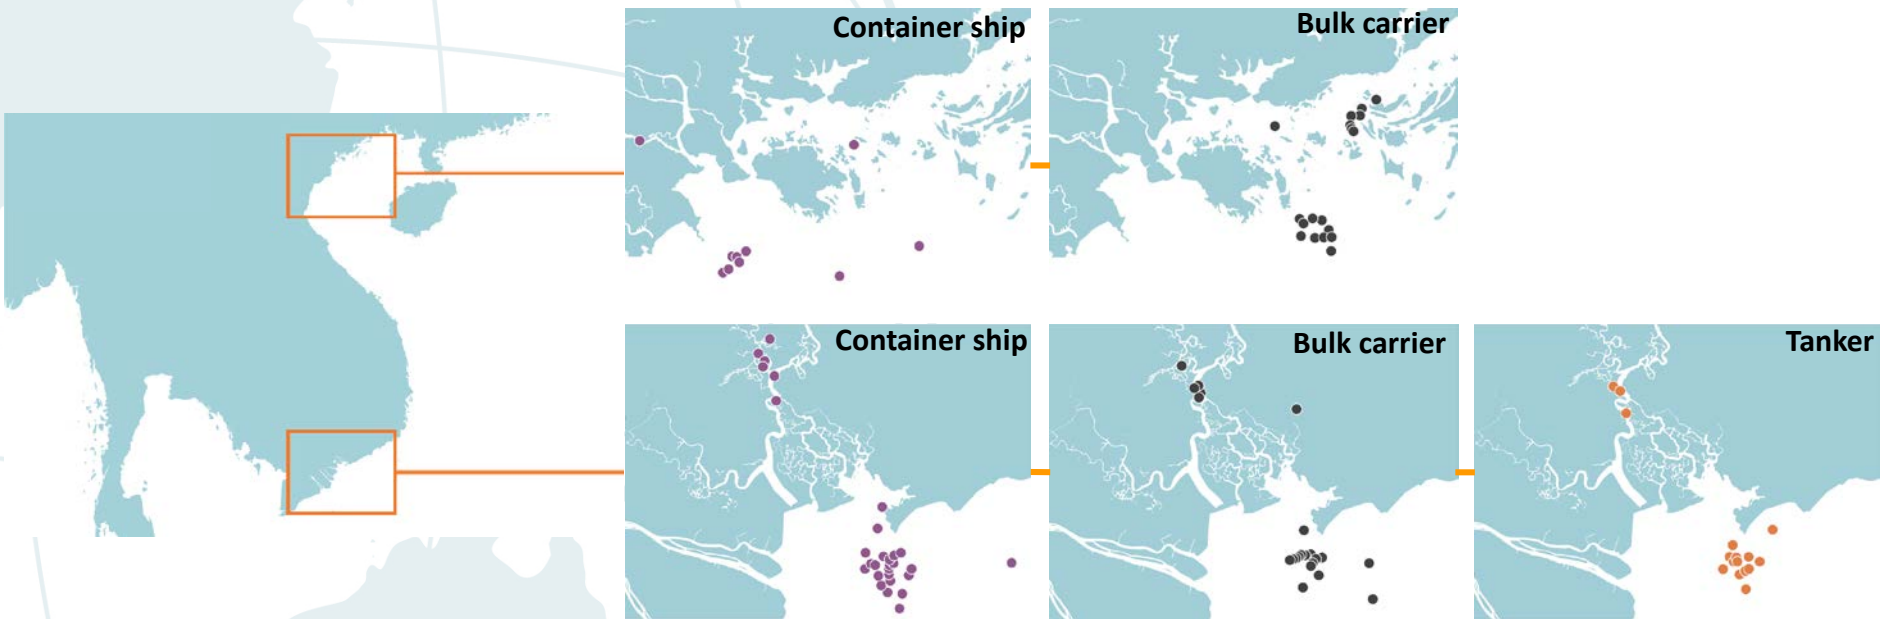 Container ship
Bulk carrier
Container ship
Bulk carrier
Tanker